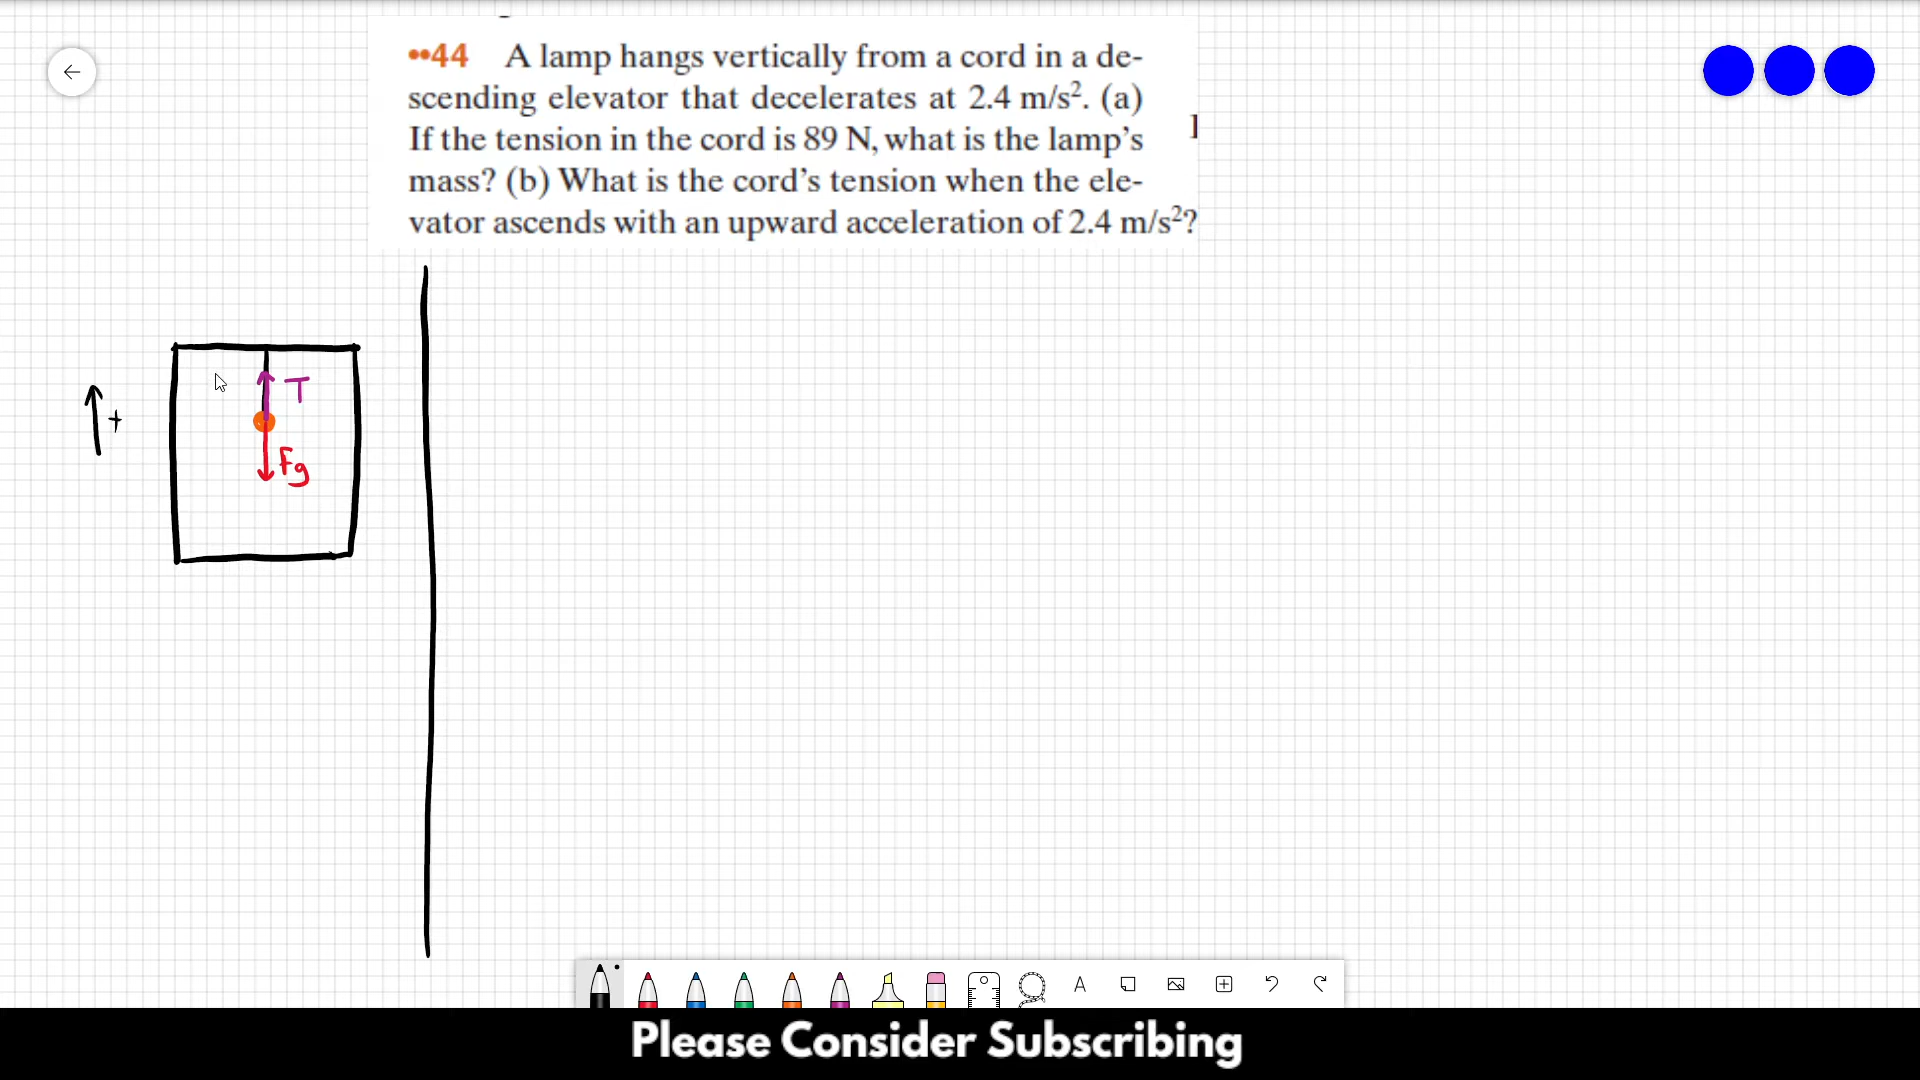 ••44 A lamp hangs vertically from a cord in a de-
scending elevator that decelerates at 2.4 m/s². (a)
If the tension in the cord is 89 N, what is the lamp's
mass? (b) What is the cord's tension when the ele-
vator ascends with an upward acceleration of 2.4 m/s²?
T
+
Fg
A
Please Consider Subscribing